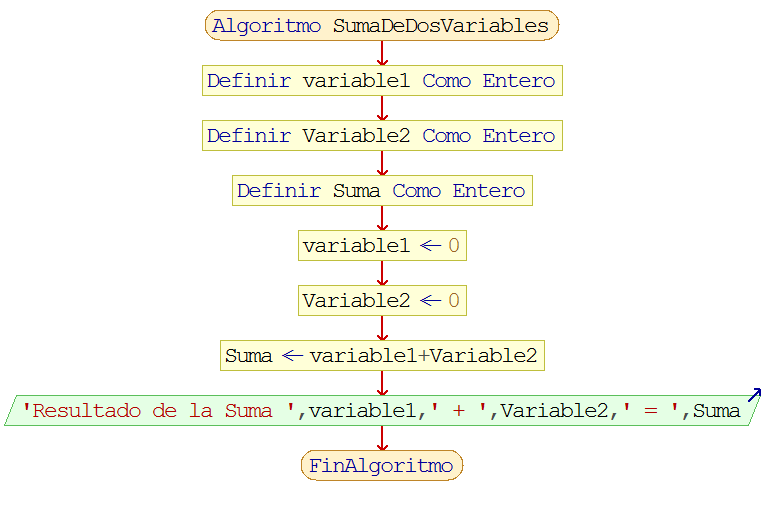 Algoritmo SumaDeDosVariables
Definir variable1 Como Entero
Definir Variable2 Como Entero
Definir Suma Como Entero
variable1 ← 0
Variable2 ← 0
Suma ← variable1+Variable2
'Resultado de la Suma ',variable1,' + ',Variable2,' = ',Suma
FinAlgoritmo